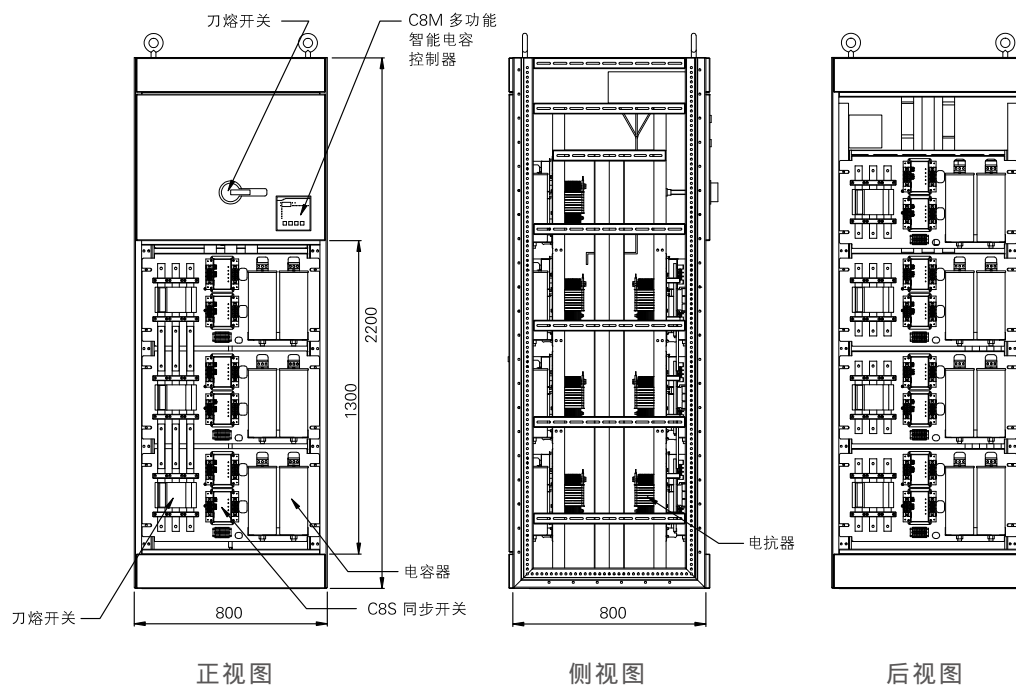 刀熔开关
C8M 多功能
智能电容
控制器
2200
1300
电抗器
电容器
C8S 同步开关
刀熔开关
800
800
正视图
侧视图
后视图